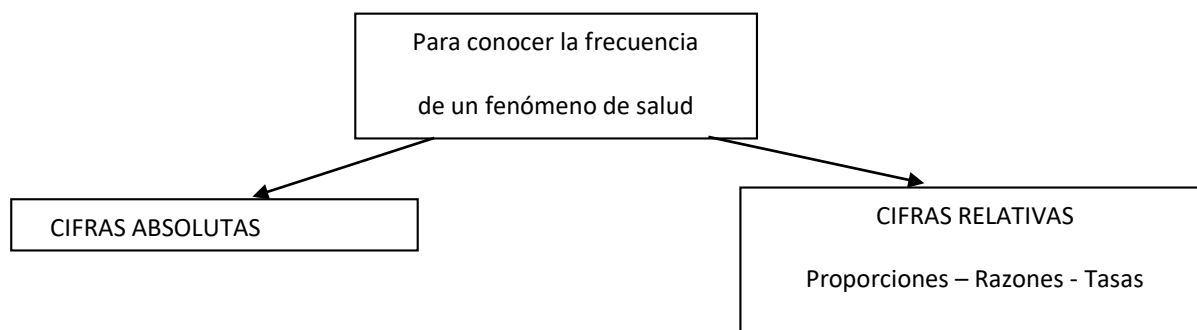 Para conocer la frecuencia
de un fenómeno de salud
CIFRAS ABSOLUTAS
CIFRAS RELATIVAS
Proporciones – Razones - Tasas